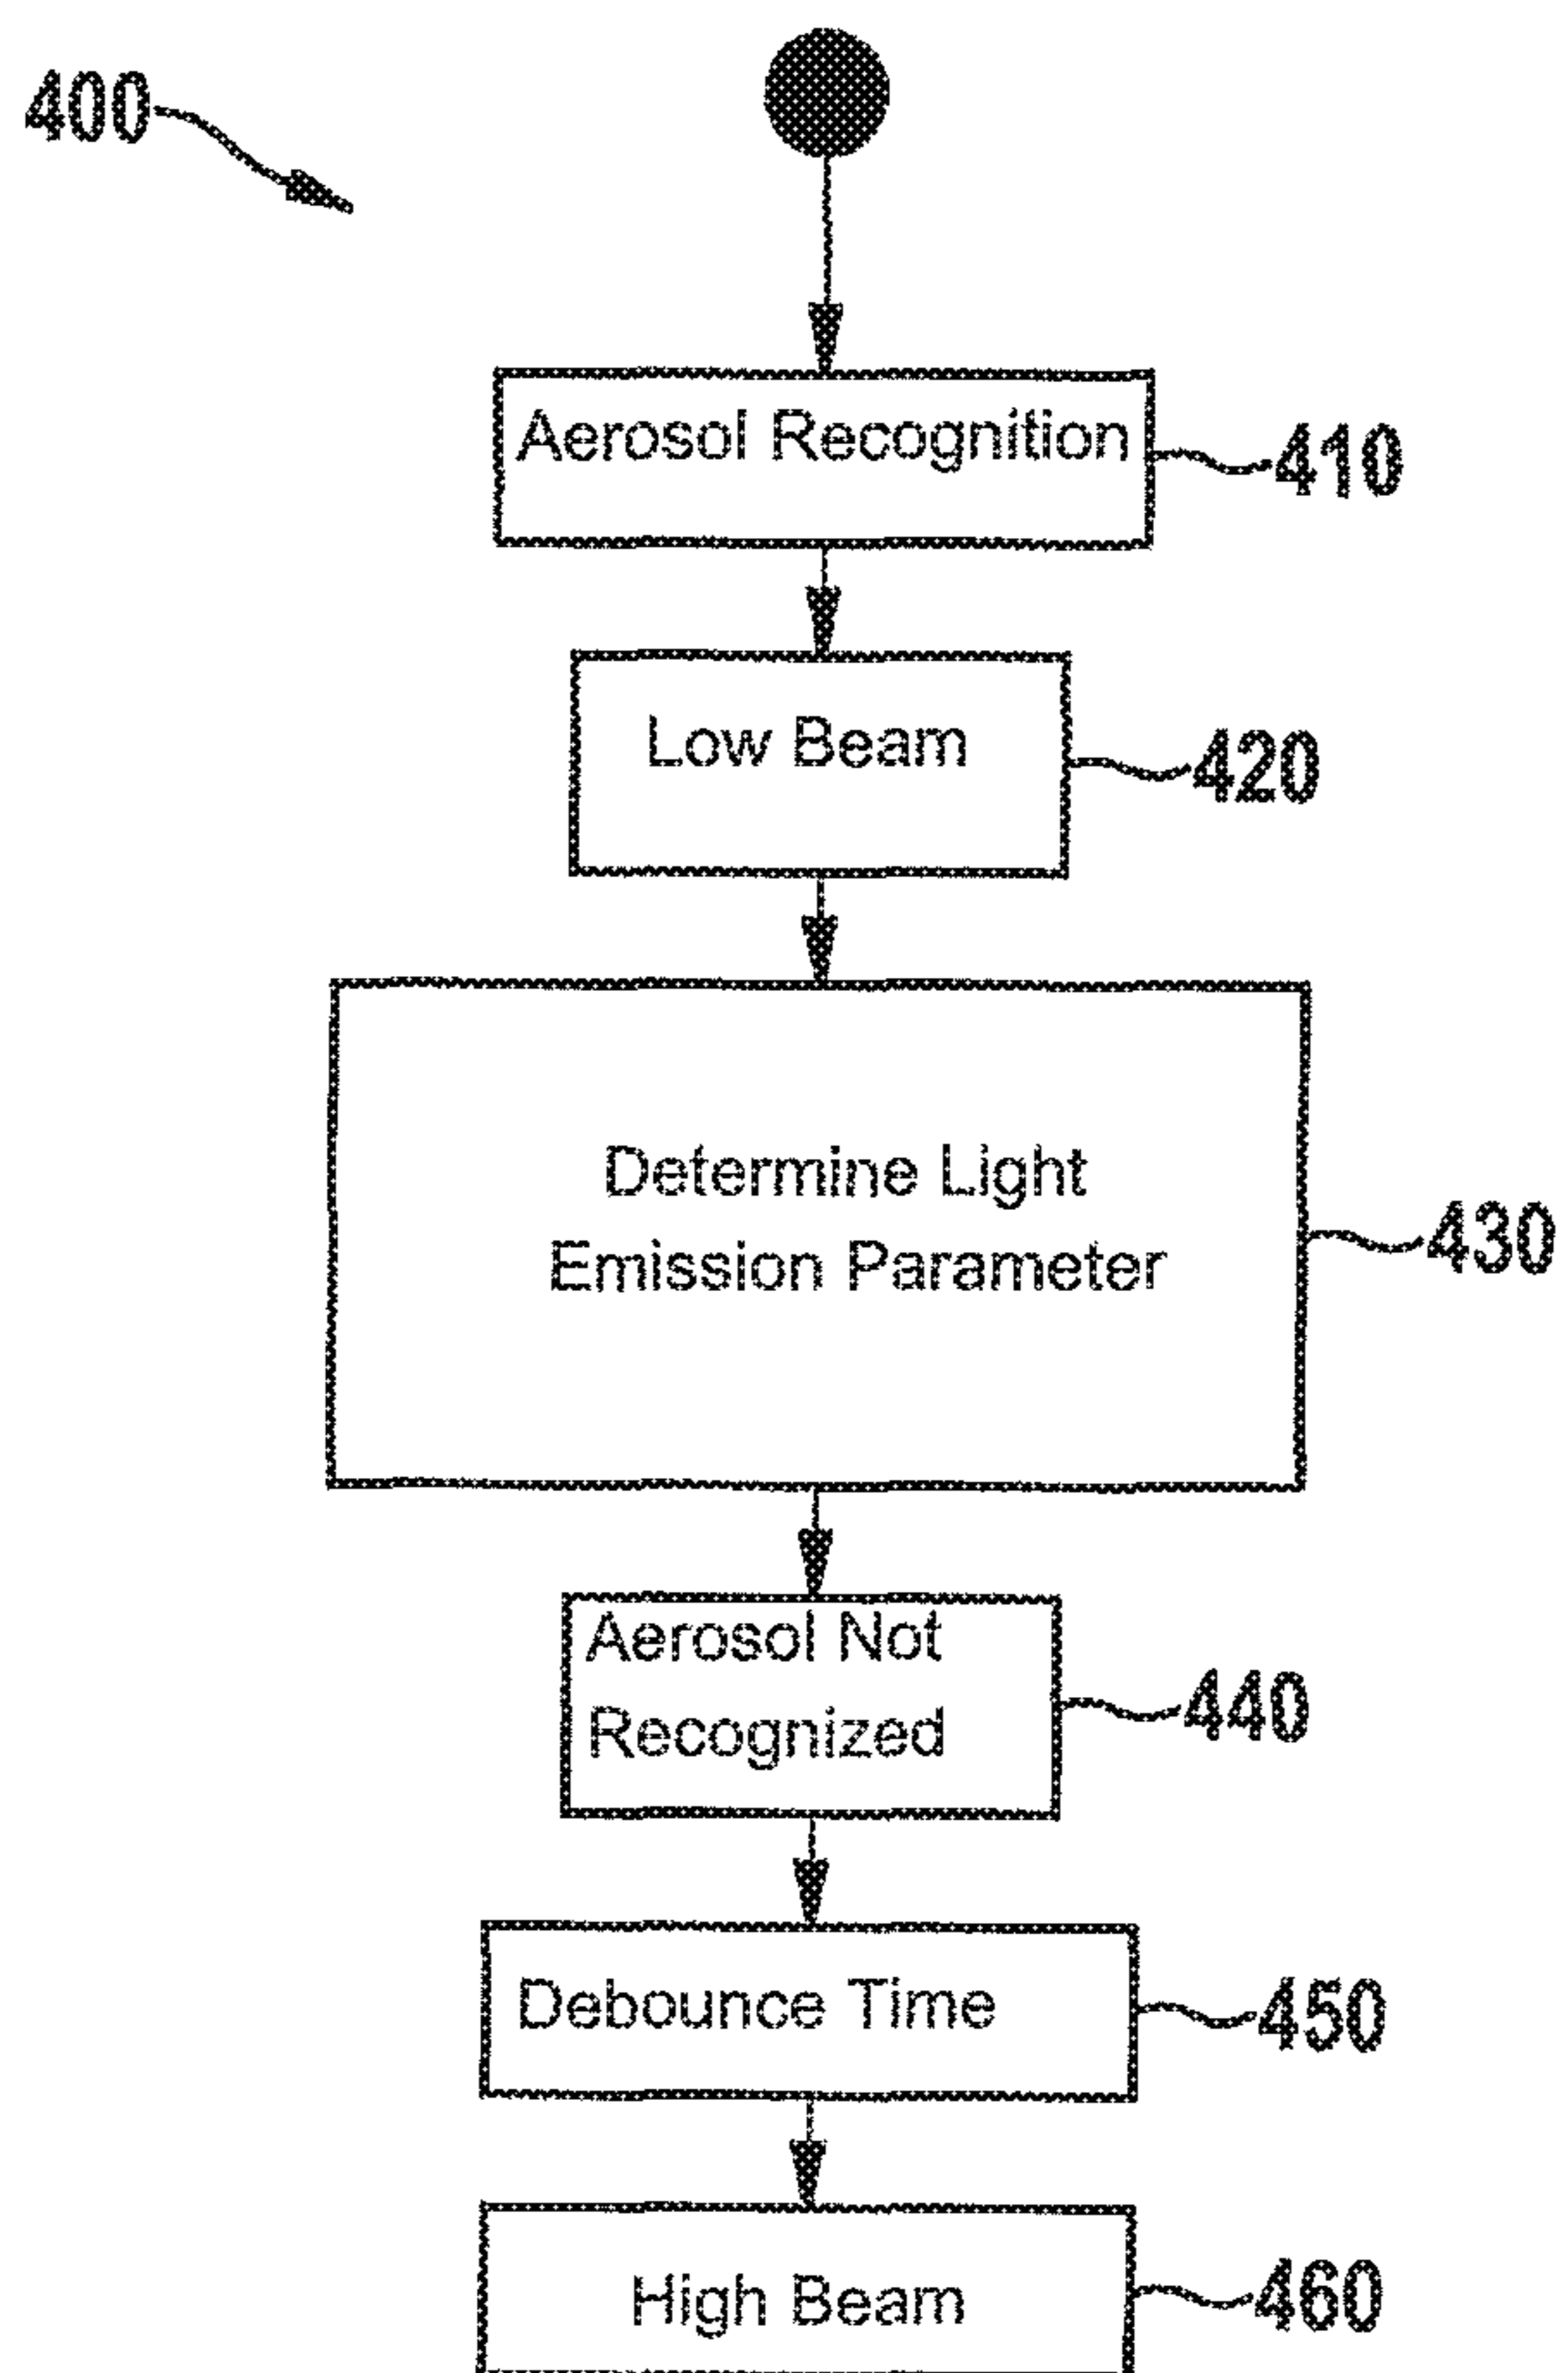 400
Aerosol Recognition
410
Low Beam
420
Determine Light
Emission Parameter
430
Aerosol Not
Recognized
440
Debounce Time
450
High Beam
460